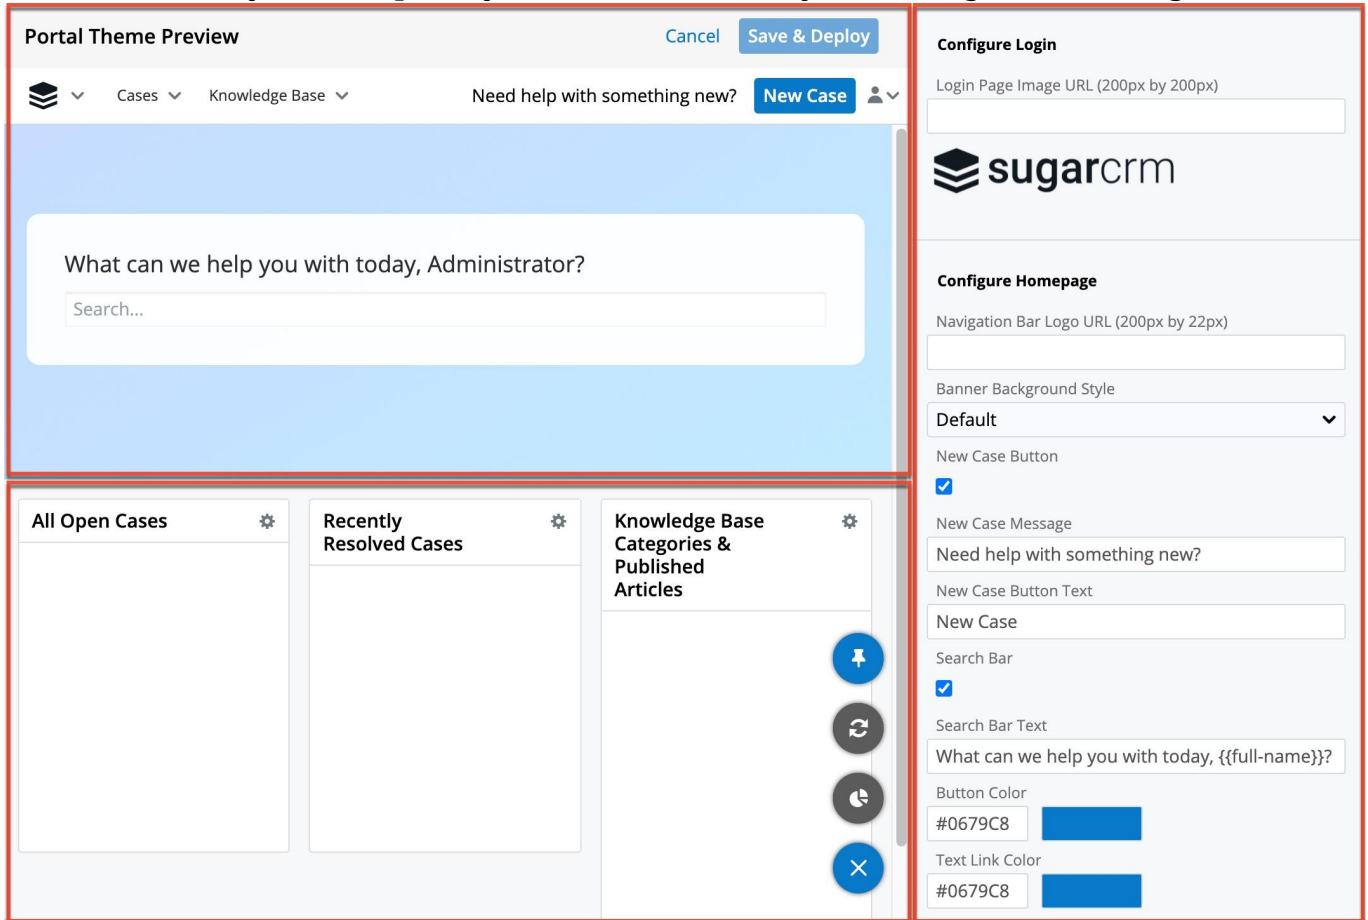 Portal Theme Preview
Cancel
Save & Deploy
Cases
Knowledge Base
Need help with something new?
New Case
What can we help you with today, Administrator?
Search...
All Open Cases
Recently
Resolved Cases
Knowledge Base
Categories &
Published
Articles
Configure Login
Login Page Image URL (200px by 200px)
sugarcrm
Configure Homepage
Navigation Bar Logo URL (200px by 22px)
Banner Background Style
Default
New Case Button
New Case Message
Need help with something new?
New Case Button Text
New Case
Search Bar
Search Bar Text
What can we help you with today, {{full-name}}?
Button Color
#0679C8
Text Link Color
#0679C8